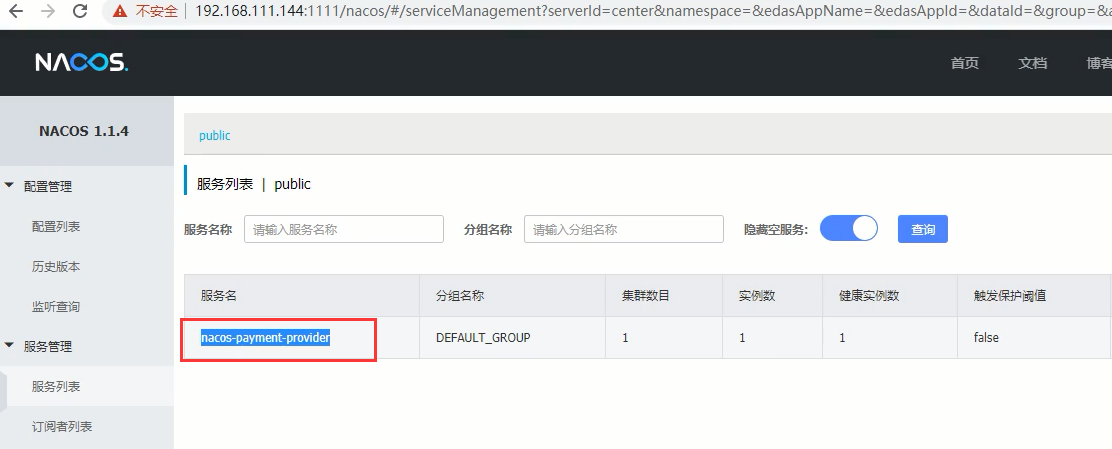 不安全 192.168.111.144:1111/nacos/#/serviceManagement?serverId=center&namespace=&edasAppName=&edasAppId=&dataId=&group=&a
NACOS. 首页 文档 博客
NACOS 1.1.4
public
配置管理
服务列表 | public
配置列表
服务名称 请输入服务名称 分组名称 请输入分组名称 隐藏空服务: 查询
历史版本
监听查询
服务名 分组名称 集群数目 实例数 健康实例数 触发保护阈值
服务管理
nacos-payment-provider DEFAULT_GROUP 1 1 1 false
服务列表
订阅者列表